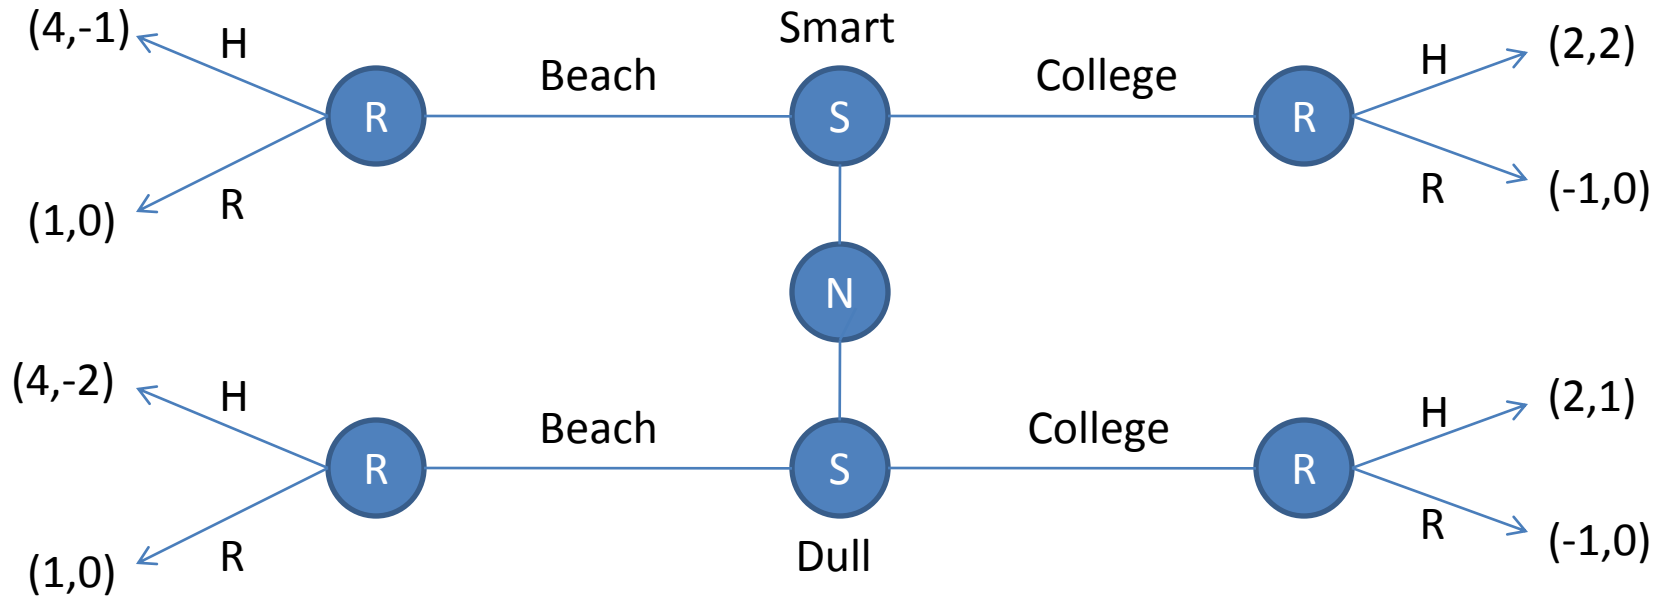 Smart
(4,-1) H Beach College H (2,2)
R S R
(1,0) R R (-1,0)
N
(4,-2) H Beach College H (2,1)
R S R
(1,0) R Dull R (-1,0)